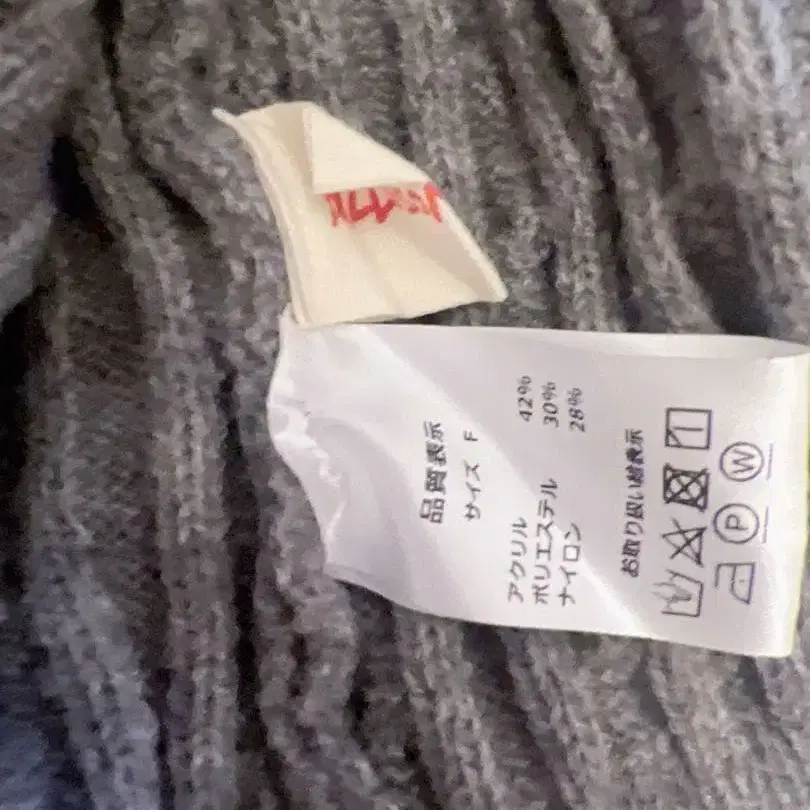 品質表示
サイズ F
アクリル 42%
ポリエステル 30%
ナイロン 28%
お取り扱い絵表示
P W